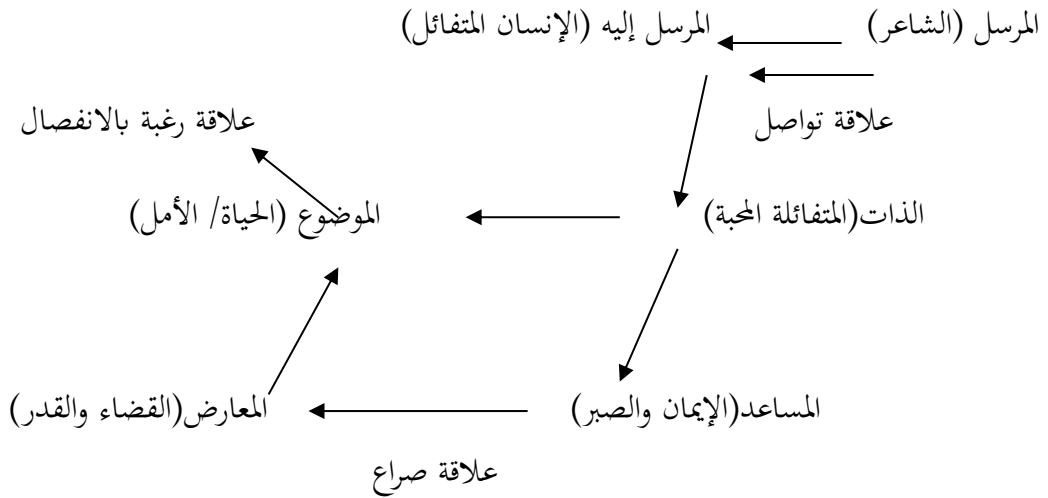 المرسل (الشاعر) المرسل إليه (الإنسان المتفائل)
علاقة تواصل علاقة رغبة بالانفصال
الذات(المتفائلة المحبة) الموضوع (الحياة/ الأمل)
المساعد(الإيمان والصبر) المعارض(القضاء والقدر)
علاقة صراع